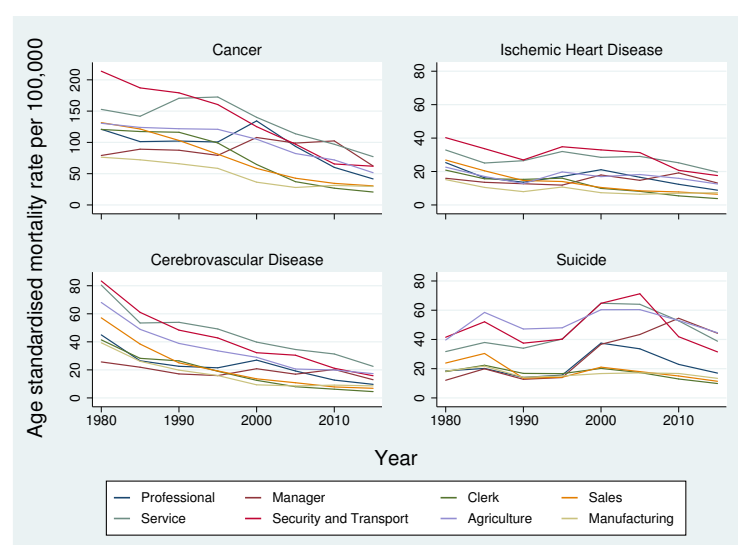 Age standardised mortality rate per 100,000
Cancer
0 50 100 150 200
Ischemic Heart Disease
0 20 40 60 80
Cerebrovascular Disease
0 20 40 60 80
1980 1990 2000 2010
Suicide
0 20 40 60 80
1980 1990 2000 2010
Year
Professional Manager Clerk Sales
Service Security and Transport Agriculture Manufacturing